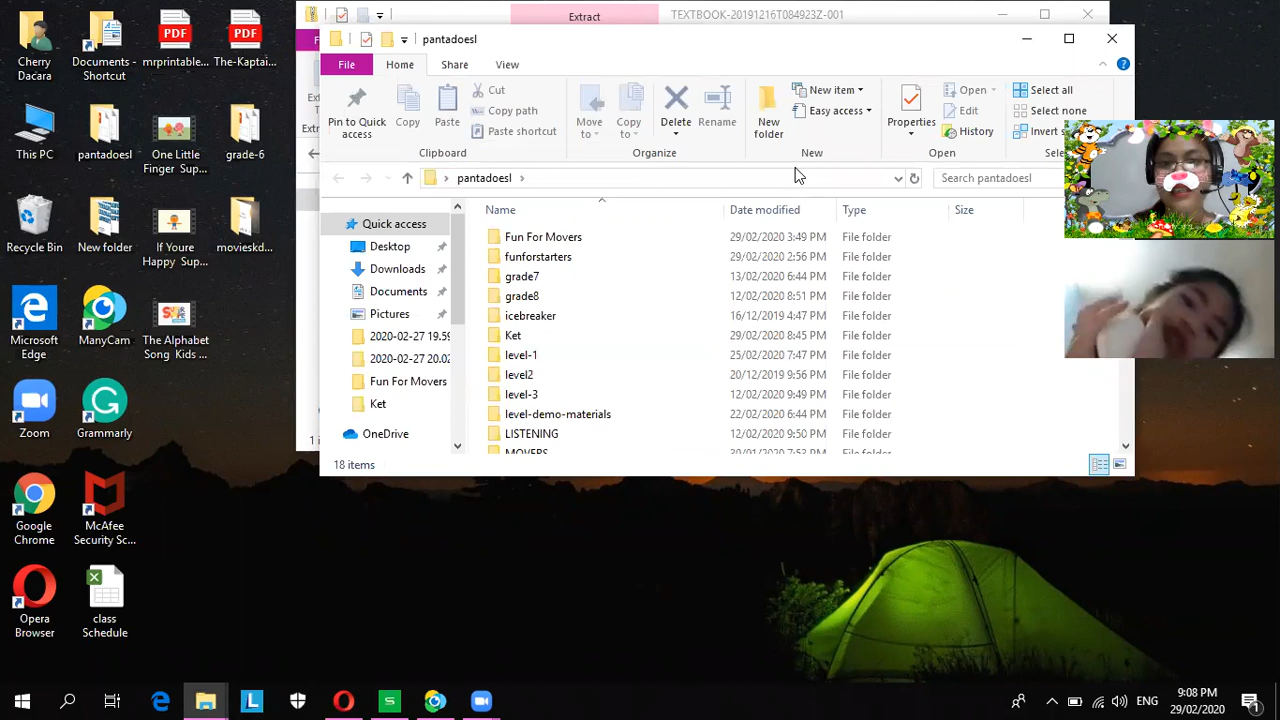 Extract
TEXTBOOK-20191216T084923Z-001
pantadoesl
File
Home
Share
View
Pin to Quick access
Copy
Paste
Cut
Copy path
Paste shortcut
Clipboard
Move to
Copy to
Delete
Rename
Organize
New folder
New item
Easy access
New
Properties
Open
Edit
History
Open
Select all
Select none
Invert s
Sele
pantadoesl
Search pantadoesl
Name
Date modified
Type
Size
Quick access
Desktop
Downloads
Documents
Pictures
2020-02-27 19.59
2020-02-27 20.02
Fun For Movers
Ket
OneDrive
Fun For Movers 29/02/2020 3:49 PM File folder
funforstarters 29/02/2020 2:56 PM File folder
grade7 13/02/2020 6:44 PM File folder
grade8 12/02/2020 8:51 PM File folder
icebreaker 16/12/2019 4:47 PM File folder
Ket 29/02/2020 8:45 PM File folder
level-1 25/02/2020 7:47 PM File folder
level2 20/12/2019 9:56 PM File folder
level-3 12/02/2020 9:49 PM File folder
level-demo-materials 22/02/2020 6:44 PM File folder
LISTENING 12/02/2020 9:50 PM File folder
MOVERS File folder
18 items
Cherry Dacara
Documents - Shortcut
PDF
mrprintable...
PDF
The-Kaptai...
This PC
pantadoesl
One Little Finger Sup...
grade-6
Recycle Bin
New folder
If Youre Happy Sup...
movieskd...
Microsoft Edge
ManyCam
The Alphabet Song Kids ...
Zoom
Grammarly
Google Chrome
McAfee Security Sc...
Opera Browser
class Schedule
ENG
9:08 PM
29/02/2020